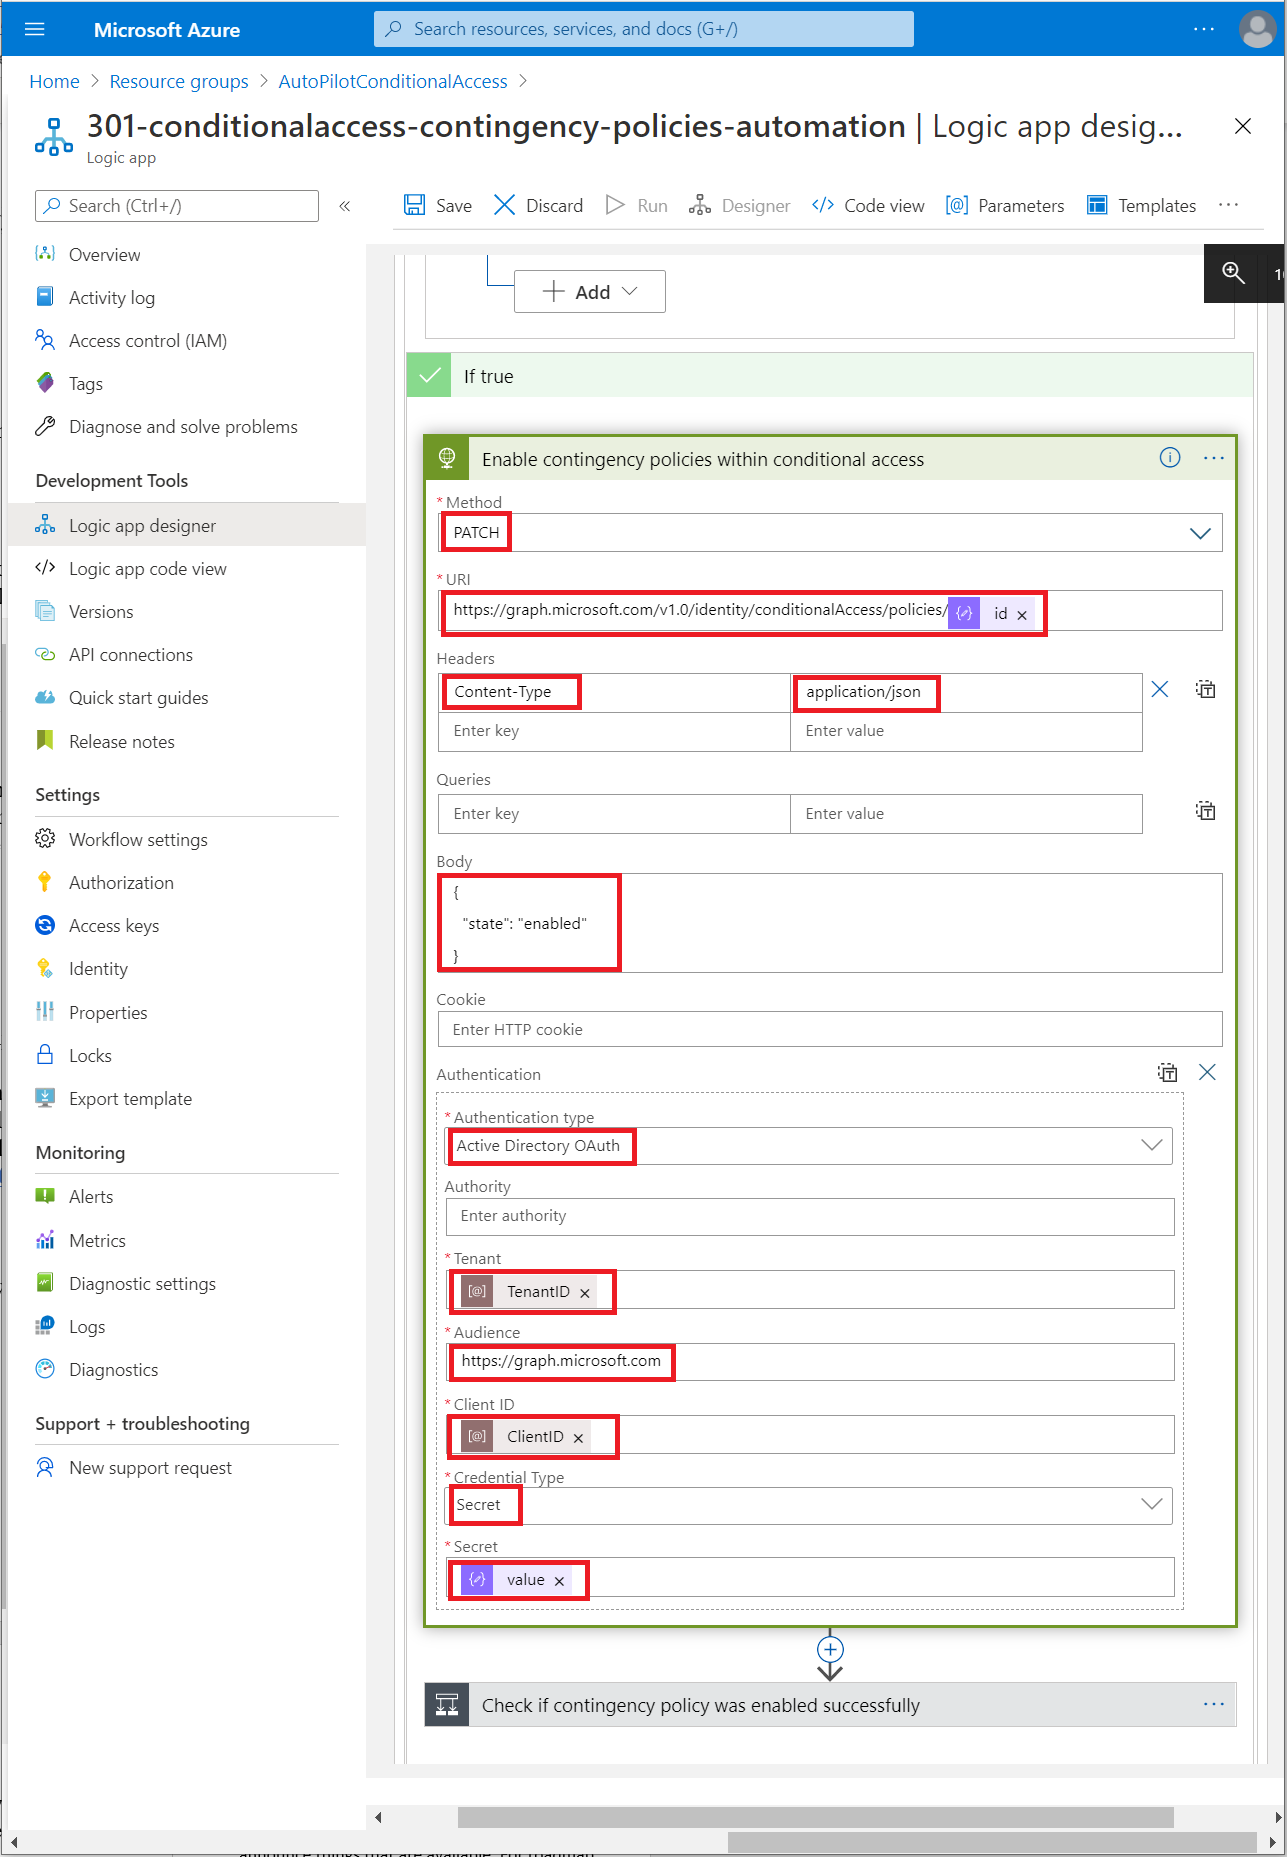 Microsoft Azure
Search resources, services, and docs (G+/)
Home > Resource groups > AutoPilotConditionalAccess >
301-conditionalaccess-contingency-policies-automation | Logic app desig...
Logic app
Search (Ctrl+/)
Save
Discard
Run
Designer
Code view
Parameters
Templates
Overview
Activity log
Access control (IAM)
Tags
Diagnose and solve problems
Development Tools
Logic app designer
Logic app code view
Versions
API connections
Quick start guides
Release notes
Settings
Workflow settings
Authorization
Access keys
Identity
Properties
Locks
Export template
Monitoring
Alerts
Metrics
Diagnostic settings
Logs
Diagnostics
Support + troubleshooting
New support request
Add
If true
Enable contingency policies within conditional access
* Method
PATCH
* URI
https://graph.microsoft.com/v1.0/identity/conditionalAccess/policies/ id ×
Headers
Content-Type
application/json
Enter key
Enter value
Queries
Enter key
Enter value
Body
{
"state": "enabled"
}
Cookie
Enter HTTP cookie
Authentication
* Authentication type
Active Directory OAuth
Authority
Enter authority
* Tenant
TenantID ×
* Audience
https://graph.microsoft.com
* Client ID
ClientID ×
* Credential Type
Secret
* Secret
value ×
Check if contingency policy was enabled successfully